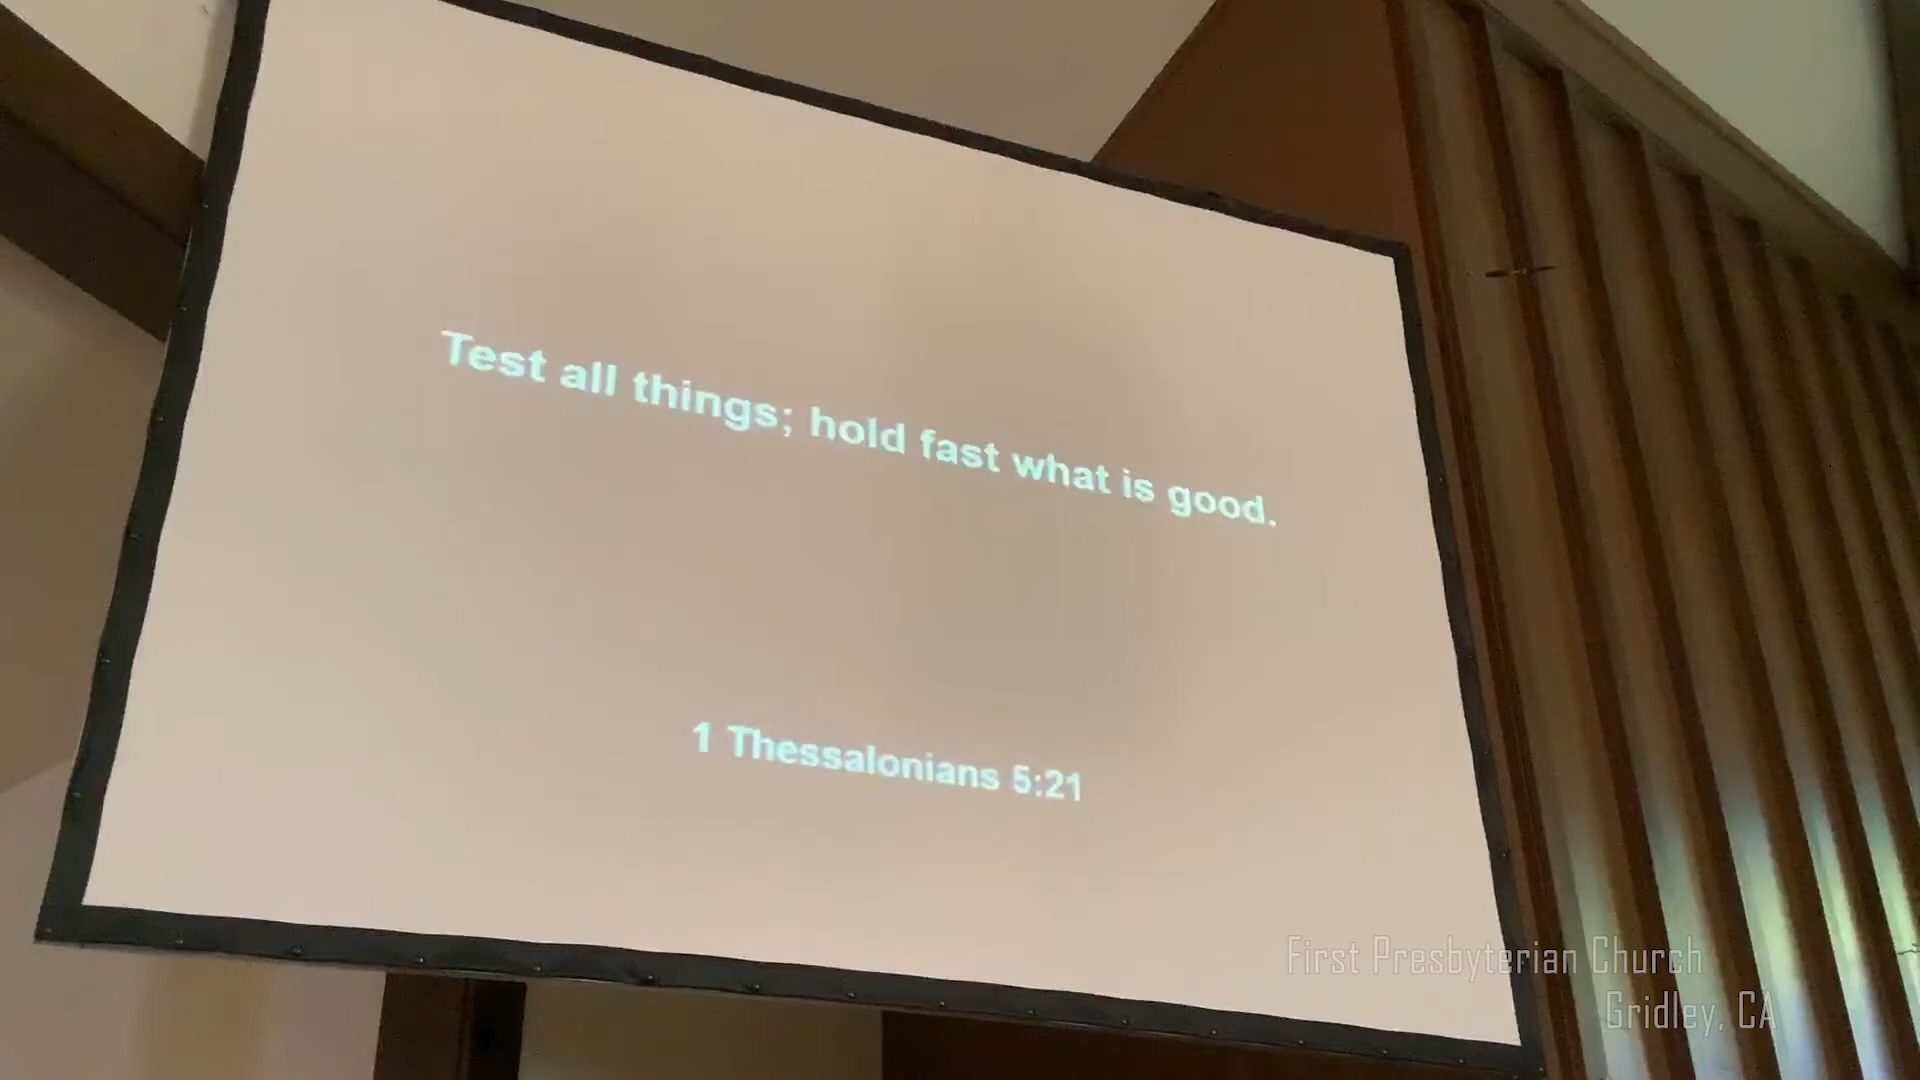 Test all things; hold fast what is good.
1 Thessalonians 5:21
First Presbyterian Church
Gridley, CA